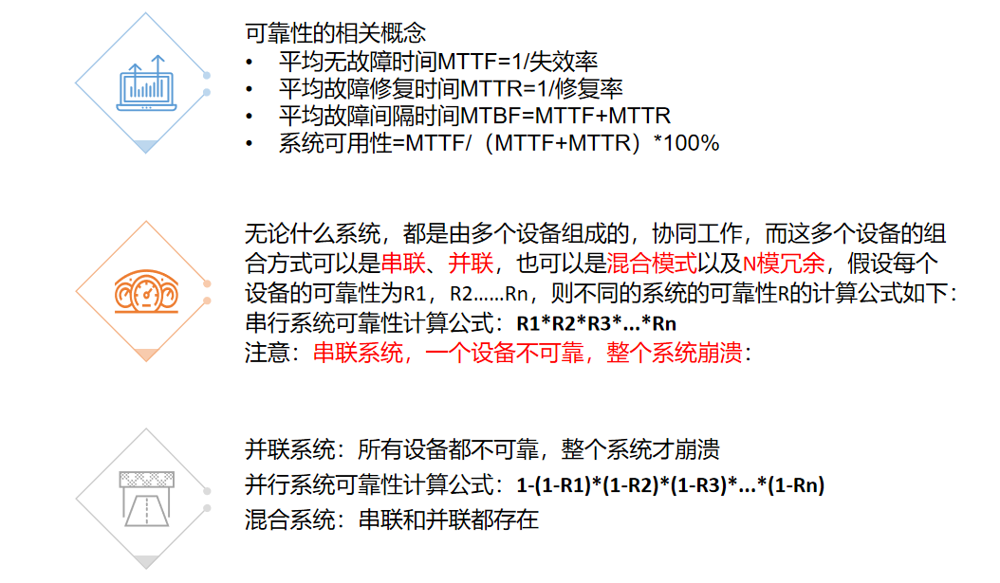 可靠性的相关概念
• 平均无故障时间MTTF=1/失效率
• 平均故障修复时间MTTR=1/修复率
• 平均故障间隔时间MTBF=MTTF+MTTR
• 系统可用性=MTTF/（MTTF+MTTR）*100%
无论什么系统，都是由多个设备组成的，协同工作，而这多个设备的组
合方式可以是串联、并联，也可以是混合模式以及N模冗余，假设每个
设备的可靠性为R1，R2……Rn，则不同的系统的可靠性R的计算公式如下：
串行系统可靠性计算公式：R1*R2*R3*...*Rn
注意：串联系统，一个设备不可靠，整个系统崩溃：
并联系统：所有设备都不可靠，整个系统才崩溃
并行系统可靠性计算公式：1-(1-R1)*(1-R2)*(1-R3)*...*(1-Rn)
混合系统：串联和并联都存在